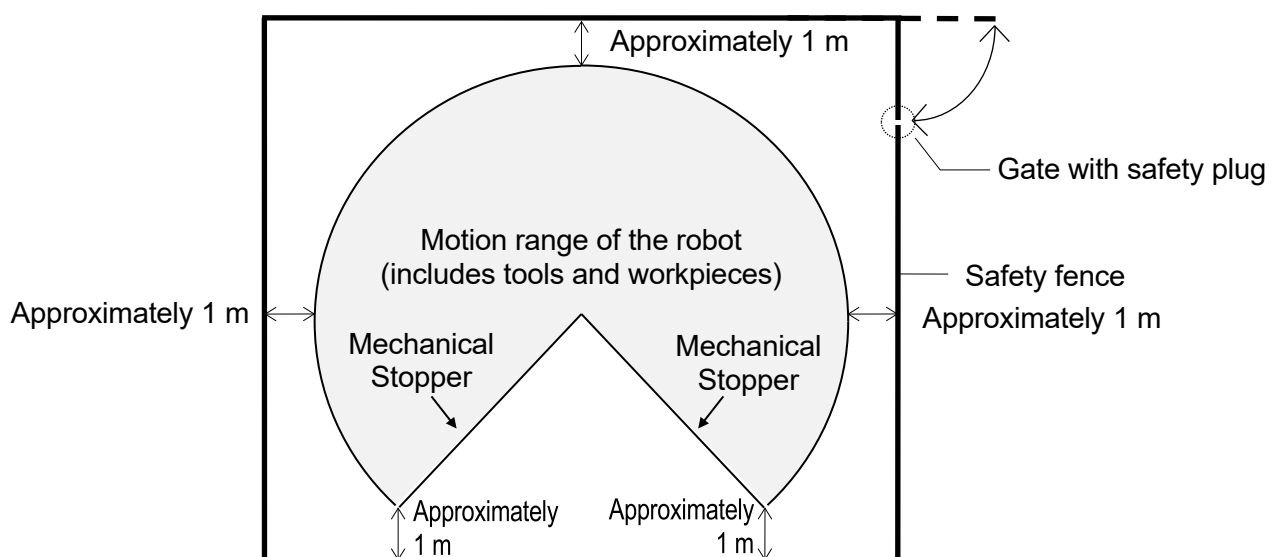 Approximately 1 m
Gate with safety plug
Motion range of the robot
(includes tools and workpieces)
Safety fence
Approximately 1 m
Approximately 1 m
Mechanical
Stopper
Mechanical
Stopper
Approximately
1 m
Approximately
1 m